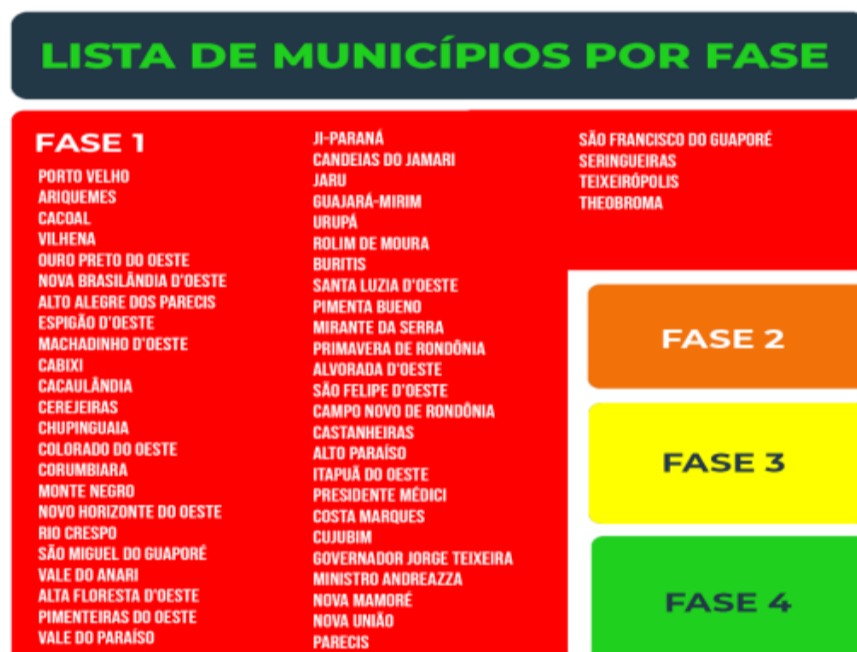 LISTA DE MUNICÍPIOS POR FASE
FASE 1
PORTO VELHO
ARIQUEMES
CACOAL
VILHENA
OURO PRETO DO OESTE
NOVA BRASILÂNDIA D'OESTE
ALTO ALEGRE DOS PARECIS
ESPIGÃO D'OESTE
MACHADINHO D'OESTE
CABIXI
CACAULÂNDIA
CEREJEIRAS
CHUPINGUAIA
COLORADO DO OESTE
CORUMBIARA
MONTE NEGRO
NOVO HORIZONTE DO OESTE
RIO CRESPO
SÃO MIGUEL DO GUAPORÉ
VALE DO ANARI
ALTA FLORESTA D'OESTE
PIMENTEIRAS DO OESTE
VALE DO PARAÍSO
JI-PARANÁ
CANDEIAS DO JAMARI
JARU
GUAJARÁ-MIRIM
URUPÁ
ROLIM DE MOURA
BURITIS
SANTA LUZIA D'OESTE
PIMENTA BUENO
MIRANTE DA SERRA
PRIMAVERA DE RONDÔNIA
ALVORADA D'OESTE
SÃO FELIPE D'OESTE
CAMPO NOVO DE RONDÔNIA
CASTANHEIRAS
ALTO PARAÍSO
ITAPUÃ DO OESTE
PRESIDENTE MÉDICI
COSTA MARQUES
CUJUBIM
GOVERNADOR JORGE TEIXEIRA
MINISTRO ANDREAZZA
NOVA MAMORÉ
NOVA UNIÃO
PARECIS
SÃO FRANCISCO DO GUAPORÉ
SERINGUEIRAS
TEIXEIRÓPOLIS
THEOBROMA
FASE 2
FASE 3
FASE 4